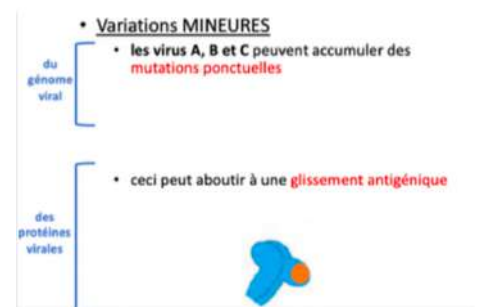 • Variations MINEURES
• les virus A, B et C peuvent accumuler des
mutations ponctuelles
du
génome
viral
• ceci peut aboutir à une glissement antigénique
des
protéines
virales